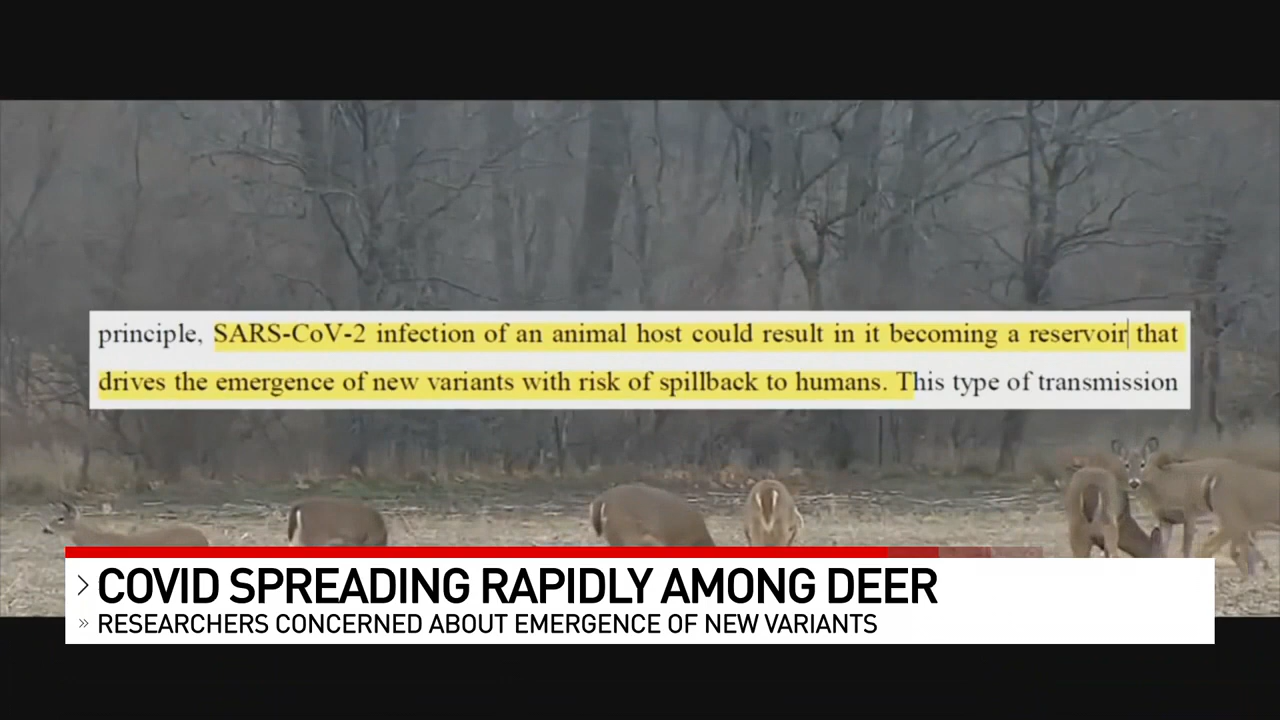 principle, SARS-CoV-2 infection of an animal host could result in it becoming a reservoir that
drives the emergence of new variants with risk of spillback to humans. This type of transmission
> COVID SPREADING RAPIDLY AMONG DEER
» RESEARCHERS CONCERNED ABOUT EMERGENCE OF NEW VARIANTS